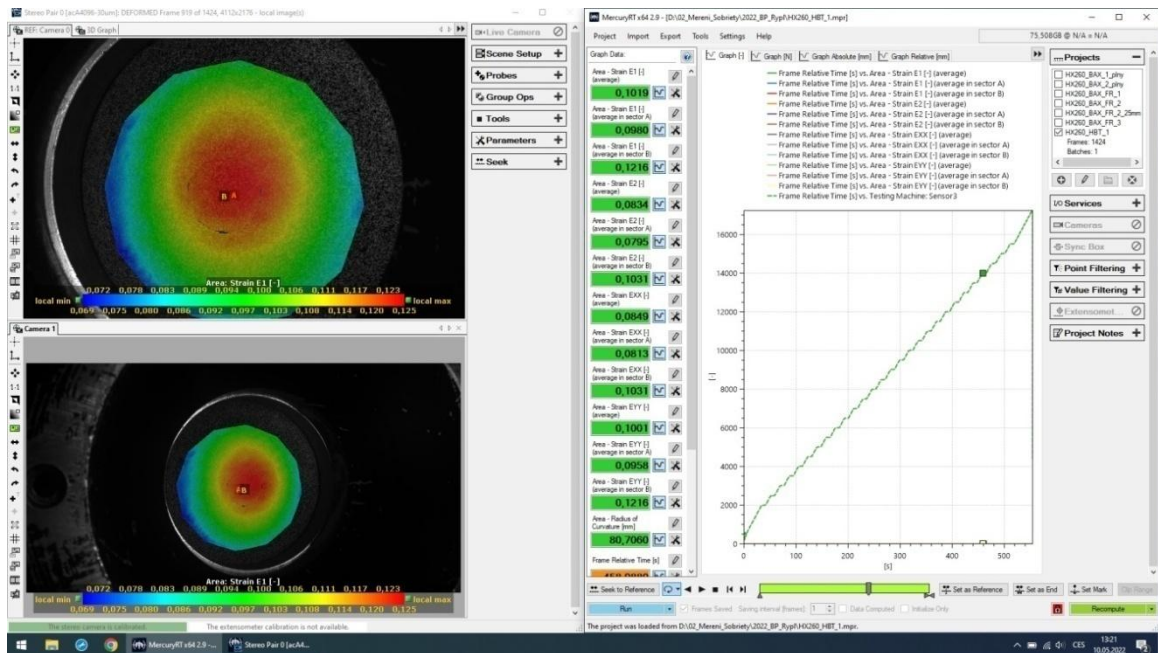 Stereo Pair 0 [acA4096-30um]; DEFORMED Frame 819 of 1424, 4112x2176 - local image(s)
REF: Camera 0
3D Graph
Live Camera
Scene Setup
Probes
Group Ops
Tools
Parameters
Seek
1:1
B A
Area: Strain E1 [-]
0,072 0,078 0,083 0,089 0,094 0,100 0,106 0,111 0,117 0,123
local min
local max
0,069 0,075 0,080 0,086 0,092 0,097 0,103 0,108 0,114 0,120 0,125
Camera 1
1:1
B
Area: Strain E1 [-]
0,072 0,078 0,083 0,089 0,094 0,100 0,106 0,111 0,117 0,123
local min
local max
0,069 0,075 0,080 0,086 0,092 0,097 0,103 0,108 0,114 0,120 0,125
The stereo camera is calibrated.
The extensometer calibration is not available.
MercuryRT x64 2.9 - [D:\02_Mereni_Sobriety\2022_BP_Rypl\HX260_HBT_1.mpr]
Project Import Export Tools Settings Help
75,508GB @ N/A = N/A
Graph Data:
Area - Strain E1 [-]
(average)
0,1019
Area - Strain E1 [-]
(average in sector A)
0,0980
Area - Strain E1 [-]
(average in sector B)
0,1216
Area - Strain E2 [-]
(average)
0,0834
Area - Strain E2 [-]
(average in sector A)
0,0795
Area - Strain E2 [-]
(average in sector B)
0,1031
Area - Strain EXX [-]
(average)
0,0849
Area - Strain EXX [-]
(average in sector A)
0,0813
Area - Strain EXX [-]
(average in sector B)
0,1031
Area - Strain EYY [-]
(average)
0,1001
Area - Strain EYY [-]
(average in sector A)
0,0958
Area - Strain EYY [-]
(average in sector B)
0,1216
Area - Radius of
Curvature [mm]
80,7060
Frame Relative Time [s]
Graph [-]
Graph [N]
Graph Absolute [mm]
Graph Relative [mm]
Frame Relative Time [s] vs. Area - Strain E1 [-] (average)
Frame Relative Time [s] vs. Area - Strain E1 [-] (average in sector A)
Frame Relative Time [s] vs. Area - Strain E1 [-] (average in sector B)
Frame Relative Time [s] vs. Area - Strain E2 [-] (average)
Frame Relative Time [s] vs. Area - Strain E2 [-] (average in sector A)
Frame Relative Time [s] vs. Area - Strain E2 [-] (average in sector B)
Frame Relative Time [s] vs. Area - Strain EXX [-] (average)
Frame Relative Time [s] vs. Area - Strain EXX [-] (average in sector A)
Frame Relative Time [s] vs. Area - Strain EXX [-] (average in sector B)
Frame Relative Time [s] vs. Area - Strain EYY [-] (average)
Frame Relative Time [s] vs. Area - Strain EYY [-] (average in sector A)
Frame Relative Time [s] vs. Area - Strain EYY [-] (average in sector B)
Frame Relative Time [s] vs. Testing Machine: Sensor3
16000
14000
12000
10000
8000
6000
4000
2000
0
[-]
0 100 200 300 400 500
[s]
Projects
HX260_BAX_1_plny
HX260_BAX_2_plny
HX260_BAX_FR_1
HX260_BAX_FR_2
HX260_BAX_FR_2_25mm
HX260_BAX_FR_3
HX260_HBT_1
Frames: 1424
Batches: 1
I/O Services
Cameras
Sync Box
Point Filtering
Value Filtering
Extensomet...
Project Notes
Seek to Reference
Set as Reference
Set as End
Set Mark
Clip Range
Run
Frames Saved
Saving interval [frames]: 1
Data Computed
Initialize Only
Recompute
The project was loaded from D:\02_Mereni_Sobriety\2022_BP_Rypl\HX260_HBT_1.mpr.
MercuryRT x64 2.9 -...
Stereo Pair 0 [acA4...
CES
13:21
10.05.2022